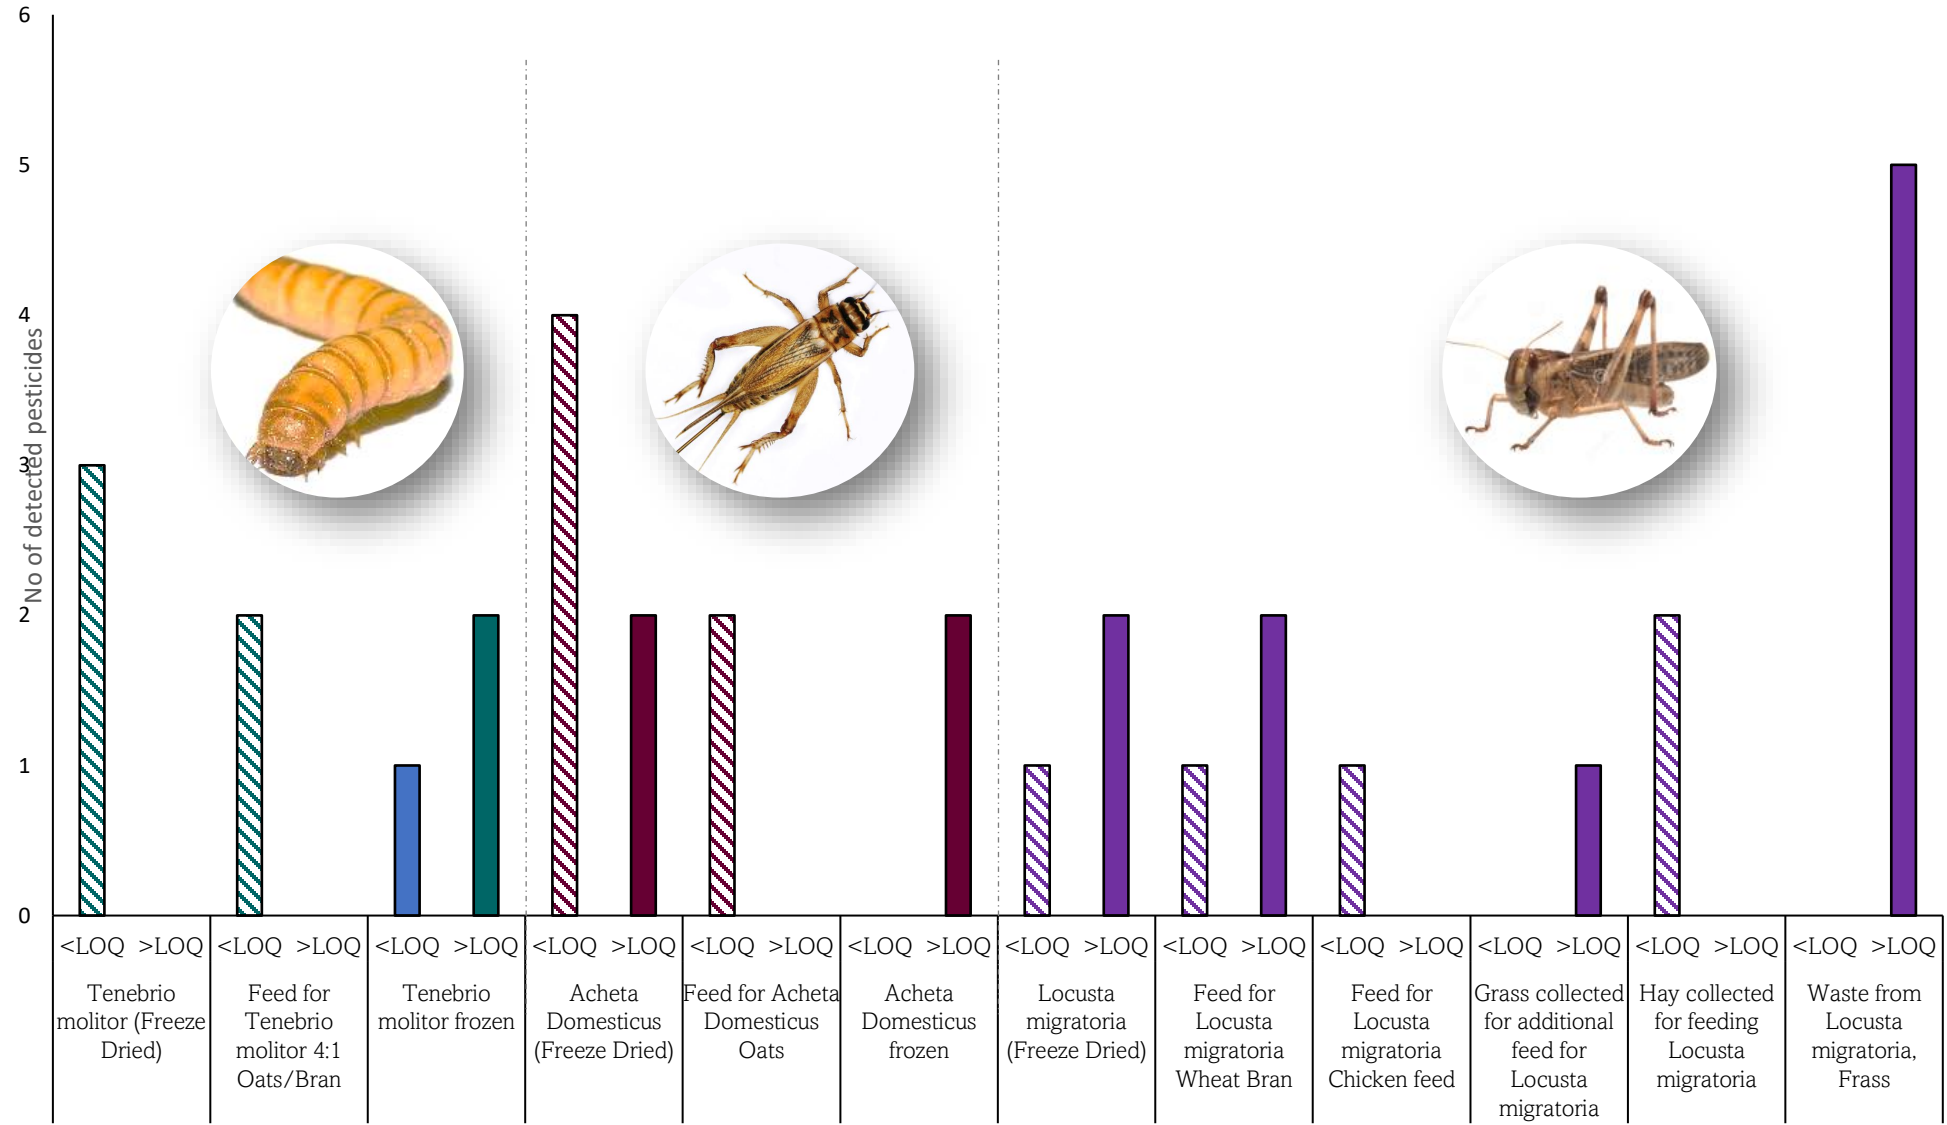 6
5
4
3
2
1
0
No of detected pesticides
<LOQ >LOQ <LOQ >LOQ <LOQ >LOQ <LOQ >LOQ <LOQ >LOQ <LOQ >LOQ <LOQ >LOQ <LOQ >LOQ <LOQ >LOQ <LOQ >LOQ <LOQ >LOQ <LOQ >LOQ
Tenebrio
molitor (Freeze
Dried)
Feed for
Tenebrio
molitor 4:1
Oats/Bran
Tenebrio
molitor frozen
Acheta
Domesticus
(Freeze Dried)
Feed for Acheta
Domesticus
Oats
Acheta
Domesticus
frozen
Locusta
migratoria
(Freeze Dried)
Feed for
Locusta
migratoria
Wheat Bran
Feed for
Locusta
migratoria
Chicken feed
Grass collected
for additional
feed for
Locusta
migratoria
Hay collected
for feeding
Locusta
migratoria
Waste from
Locusta
migratoria,
Frass